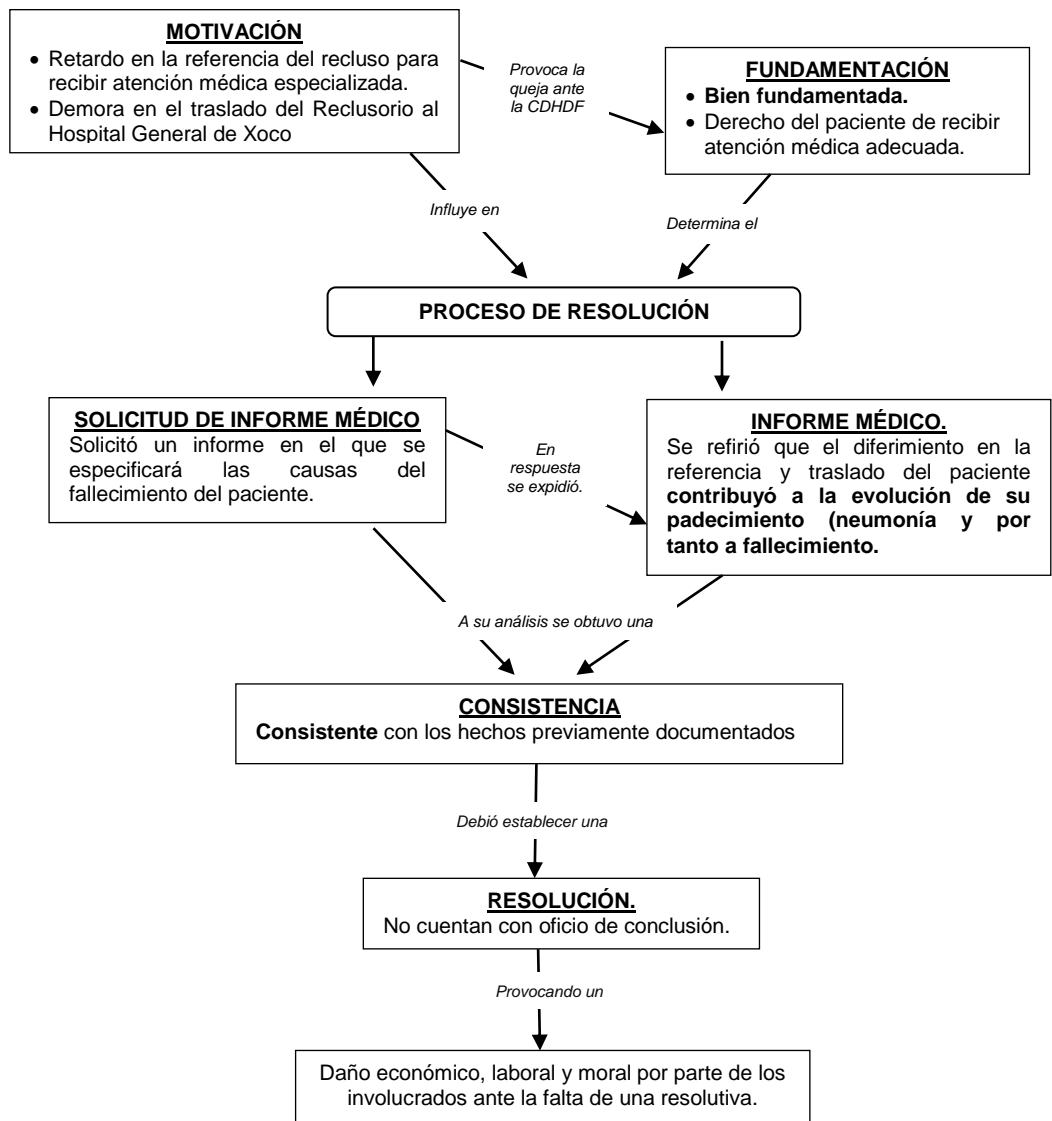 MOTIVACIÓN
• Retardo en la referencia del recluso para
recibir atención médica especializada.
• Demora en el traslado del Reclusorio al
Hospital General de Xoco
Provoca la
queja ante
la CDHDF
FUNDAMENTACIÓN
• Bien fundamentada.
• Derecho del paciente de recibir
atención médica adecuada.
Influye en
Determina el
PROCESO DE RESOLUCIÓN
SOLICITUD DE INFORME MÉDICO
Solicitó un informe en el que se
especificará las causas del
fallecimiento del paciente.
En
respuesta
se expidió.
INFORME MÉDICO.
Se refirió que el diferimiento en la
referencia y traslado del paciente
contribuyó a la evolución de su
padecimiento (neumonía y por
tanto a fallecimiento.
A su análisis se obtuvo una
CONSISTENCIA
Consistente con los hechos previamente documentados
Debió establecer una
RESOLUCIÓN.
No cuentan con oficio de conclusión.
Provocando un
Daño económico, laboral y moral por parte de los
involucrados ante la falta de una resolutiva.